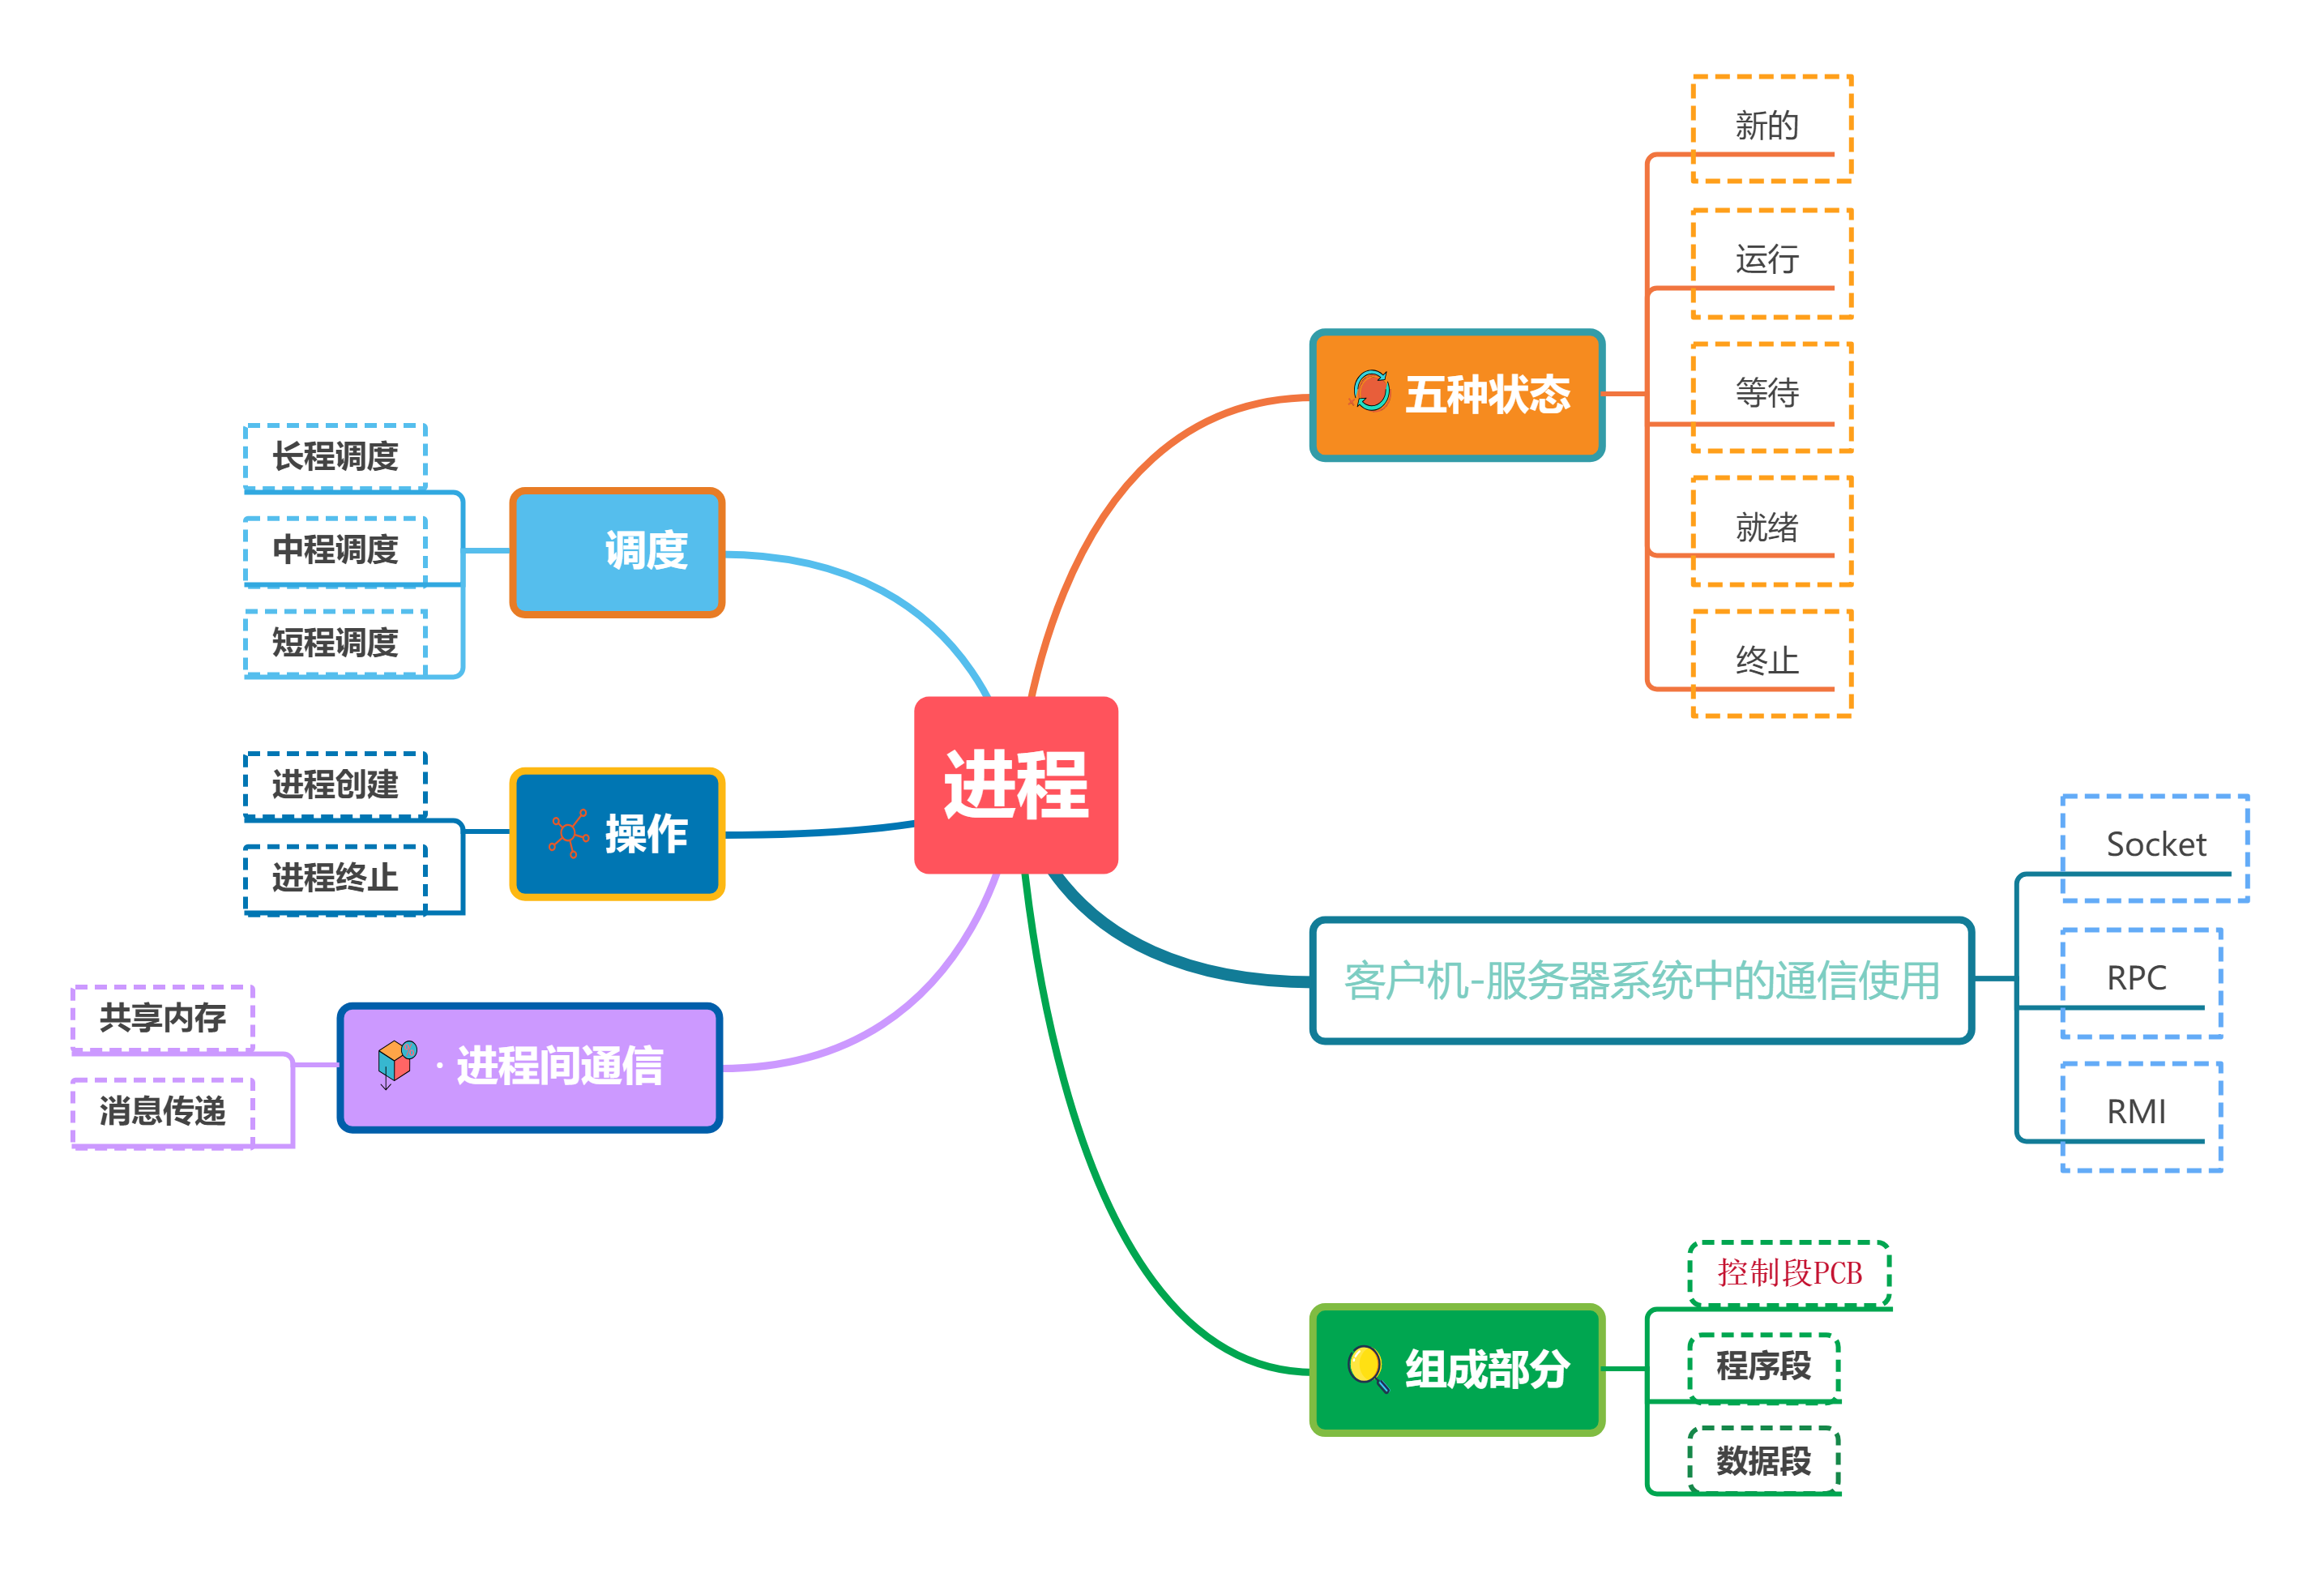 进程
五种状态
新的
运行
等待
就绪
终止
客户机-服务器系统中的通信使用
Socket
RPC
RMI
组成部分
控制段PCB
程序段
数据段
调度
长程调度
中程调度
短程调度
操作
进程创建
进程终止
· 进程间通信
共享内存
消息传递